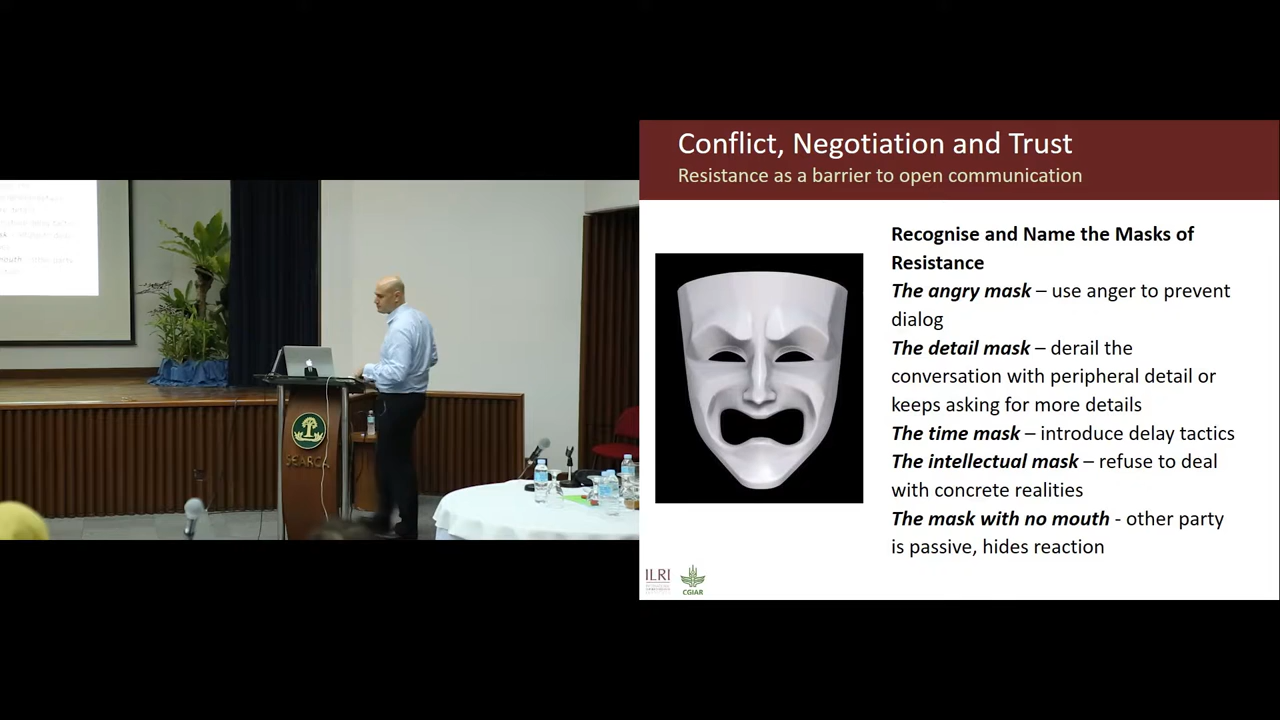 Conflict, Negotiation and Trust
Resistance as a barrier to open communication
Recognise and Name the Masks of
Resistance
The angry mask – use anger to prevent
dialog
The detail mask – derail the
conversation with peripheral detail or
keeps asking for more details
The time mask – introduce delay tactics
The intellectual mask – refuse to deal
with concrete realities
The mask with no mouth - other party
is passive, hides reaction
ILRI
CGIAR
SEARCA